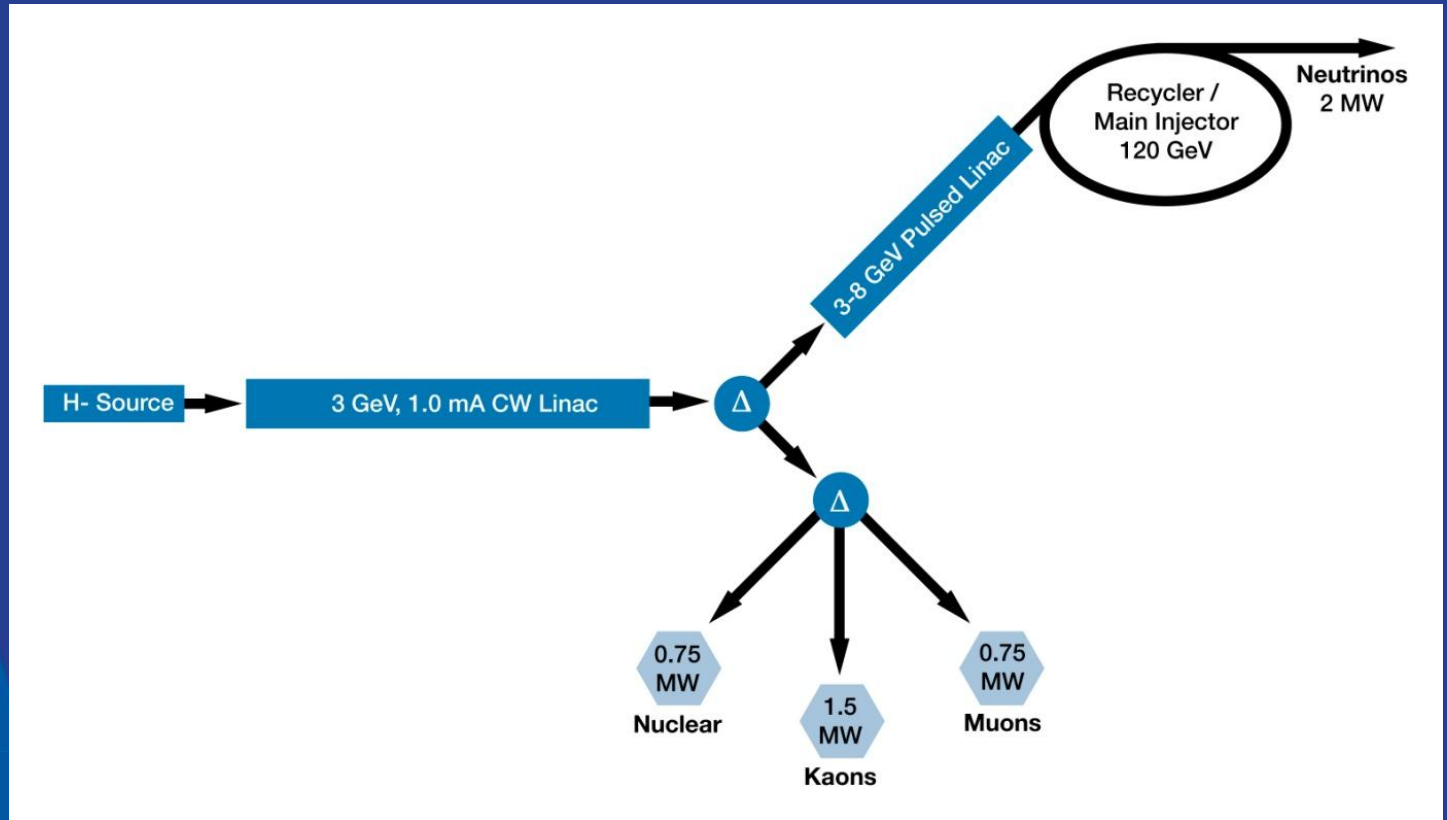 Neutrinos
2 MW
Recycler /
Main Injector
120 GeV
3-8 GeV Pulsed Linac
H- Source
3 GeV, 1.0 mA CW Linac
Δ
Δ
0.75
MW
Nuclear
1.5
MW
Kaons
0.75
MW
Muons